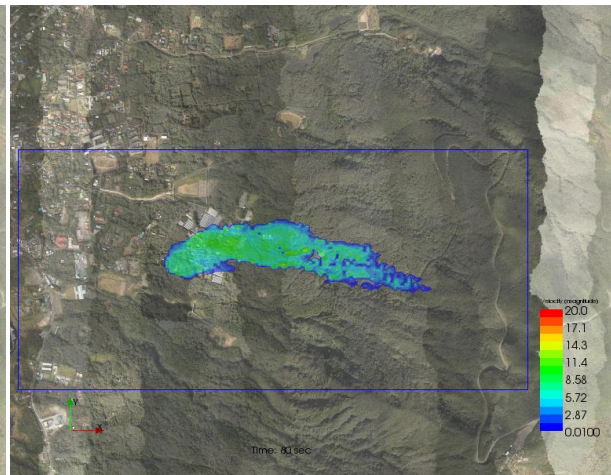 Velocity (magnitude)
20.0
17.1
14.3
11.4
8.58
5.72
2.87
0.0100
Y
X
Time: 60 sec